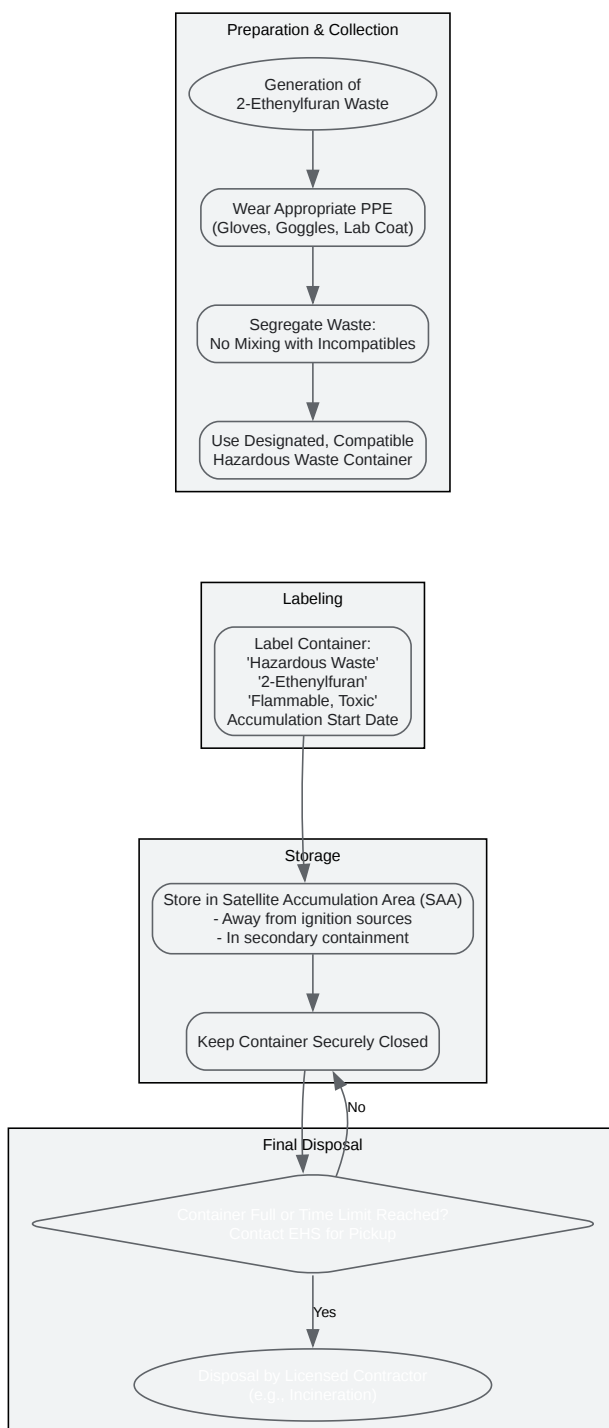 Preparation & Collection
Generation of
2-Ethenylfuran Waste
Wear Appropriate PPE
(Gloves, Goggles, Lab Coat)
Segregate Waste:
No Mixing with Incompatibles
Use Designated, Compatible
Hazardous Waste Container
Labeling
Label Container:
'Hazardous Waste'
'2-Ethenylfuran'
'Flammable, Toxic'
Accumulation Start Date
Storage
Store in Satellite Accumulation Area (SAA)
- Away from ignition sources
- In secondary containment
Keep Container Securely Closed
No
Final Disposal
Container Full or Time Limit Reached?
Contact EHS for Pickup
Yes
Disposal by Licensed Contractor
(e.g., Incineration)